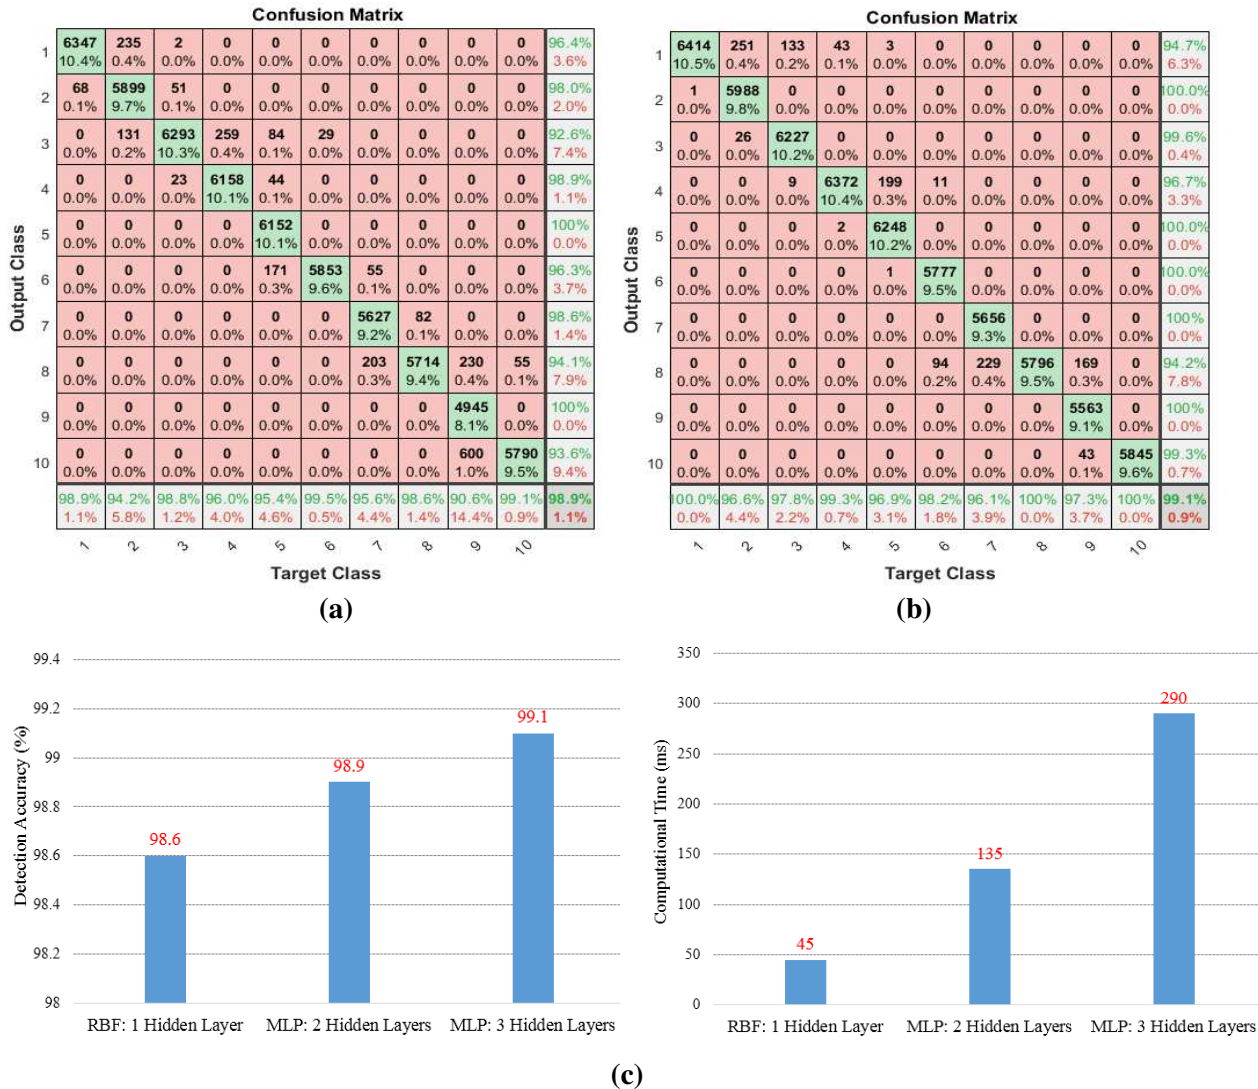 Confusion Matrix
1 6347 235 2 0 0 0 0 0 0 0 96.4%
10.4% 0.4% 0.0% 0.0% 0.0% 0.0% 0.0% 0.0% 0.0% 0.0% 3.6%
2 68 5899 51 0 0 0 0 0 0 0 98.0%
0.1% 9.7% 0.1% 0.0% 0.0% 0.0% 0.0% 0.0% 0.0% 0.0% 2.0%
3 0 131 6293 259 84 29 0 0 0 0 92.6%
0.0% 0.2% 10.3% 0.4% 0.1% 0.0% 0.0% 0.0% 0.0% 0.0% 7.4%
4 0 0 23 6158 44 0 0 0 0 0 98.9%
0.0% 0.0% 0.0% 10.1% 0.1% 0.0% 0.0% 0.0% 0.0% 0.0% 1.1%
5 0 0 0 0 6152 0 0 0 0 0 100%
0.0% 0.0% 0.0% 0.0% 10.1% 0.0% 0.0% 0.0% 0.0% 0.0% 0.0%
6 0 0 0 0 171 5853 55 0 0 0 96.3%
0.0% 0.0% 0.0% 0.0% 0.3% 9.6% 0.1% 0.0% 0.0% 0.0% 3.7%
7 0 0 0 0 0 0 5627 82 0 0 98.6%
0.0% 0.0% 0.0% 0.0% 0.0% 0.0% 9.2% 0.1% 0.0% 0.0% 1.4%
8 0 0 0 0 0 0 203 5714 230 55 94.1%
0.0% 0.0% 0.0% 0.0% 0.0% 0.0% 0.3% 9.4% 0.4% 0.1% 7.9%
9 0 0 0 0 0 0 0 0 4945 0 100%
0.0% 0.0% 0.0% 0.0% 0.0% 0.0% 0.0% 0.0% 8.1% 0.0% 0.0%
10 0 0 0 0 0 0 0 0 600 5790 93.6%
0.0% 0.0% 0.0% 0.0% 0.0% 0.0% 0.0% 0.0% 1.0% 9.5% 9.4%
98.9% 94.2% 98.8% 96.0% 95.4% 99.5% 95.6% 98.6% 90.6% 99.1% 98.9%
1.1% 5.8% 1.2% 4.0% 4.6% 0.5% 4.4% 1.4% 14.4% 0.9% 1.1%
1 2 3 4 5 6 7 8 9 10
Output Class
Target Class
(a)
Confusion Matrix
1 6414 251 133 43 3 0 0 0 0 0 94.7%
10.5% 0.4% 0.2% 0.1% 0.0% 0.0% 0.0% 0.0% 0.0% 0.0% 6.3%
2 1 5988 0 0 0 0 0 0 0 0 100.0%
0.0% 9.8% 0.0% 0.0% 0.0% 0.0% 0.0% 0.0% 0.0% 0.0% 0.0%
3 0 26 6227 0 0 0 0 0 0 0 99.6%
0.0% 0.0% 10.2% 0.0% 0.0% 0.0% 0.0% 0.0% 0.0% 0.0% 0.4%
4 0 0 9 6372 199 11 0 0 0 0 96.7%
0.0% 0.0% 0.0% 10.4% 0.3% 0.0% 0.0% 0.0% 0.0% 0.0% 3.3%
5 0 0 0 2 6248 0 0 0 0 0 100.0%
0.0% 0.0% 0.0% 0.0% 10.2% 0.0% 0.0% 0.0% 0.0% 0.0% 0.0%
6 0 0 0 0 1 5777 0 0 0 0 100.0%
0.0% 0.0% 0.0% 0.0% 0.0% 9.5% 0.0% 0.0% 0.0% 0.0% 0.0%
7 0 0 0 0 0 0 5656 0 0 0 100%
0.0% 0.0% 0.0% 0.0% 0.0% 0.0% 9.3% 0.0% 0.0% 0.0% 0.0%
8 0 0 0 0 0 94 229 5796 169 0 94.2%
0.0% 0.0% 0.0% 0.0% 0.0% 0.2% 0.4% 9.5% 0.3% 0.0% 7.8%
9 0 0 0 0 0 0 0 0 5563 0 100%
0.0% 0.0% 0.0% 0.0% 0.0% 0.0% 0.0% 0.0% 9.1% 0.0% 0.0%
10 0 0 0 0 0 0 0 0 43 5845 99.3%
0.0% 0.0% 0.0% 0.0% 0.0% 0.0% 0.0% 0.0% 0.1% 9.6% 0.7%
100.0% 96.6% 97.8% 99.3% 96.9% 98.2% 96.1% 100% 97.3% 100% 99.1%
0.0% 4.4% 2.2% 0.7% 3.1% 1.8% 3.9% 0.0% 3.7% 0.0% 0.9%
1 2 3 4 5 6 7 8 9 10
Output Class
Target Class
(b)
Detection Accuracy (%)
99.4
99.2
99
98.8
98.6
98.4
98.2
98
98.6
98.9
99.1
RBF: 1 Hidden Layer MLP: 2 Hidden Layers MLP: 3 Hidden Layers
Computational Time (ms)
350
300
250
200
150
100
50
0
45
135
290
RBF: 1 Hidden Layer MLP: 2 Hidden Layers MLP: 3 Hidden Layers
(c)